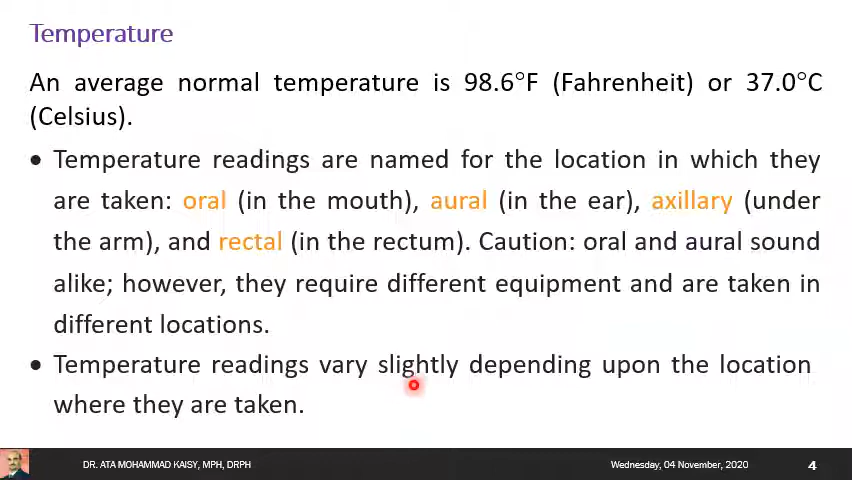 Temperature
An average normal temperature is 98.6°F (Fahrenheit) or 37.0°C
(Celsius).
• Temperature readings are named for the location in which they
are taken: oral (in the mouth), aural (in the ear), axillary (under
the arm), and rectal (in the rectum). Caution: oral and aural sound
alike; however, they require different equipment and are taken in
different locations.
• Temperature readings vary slightly depending upon the location
where they are taken.
DR. ATA MOHAMMAD KAISY, MPH, DRPH Wednesday, 04 November, 2020 4